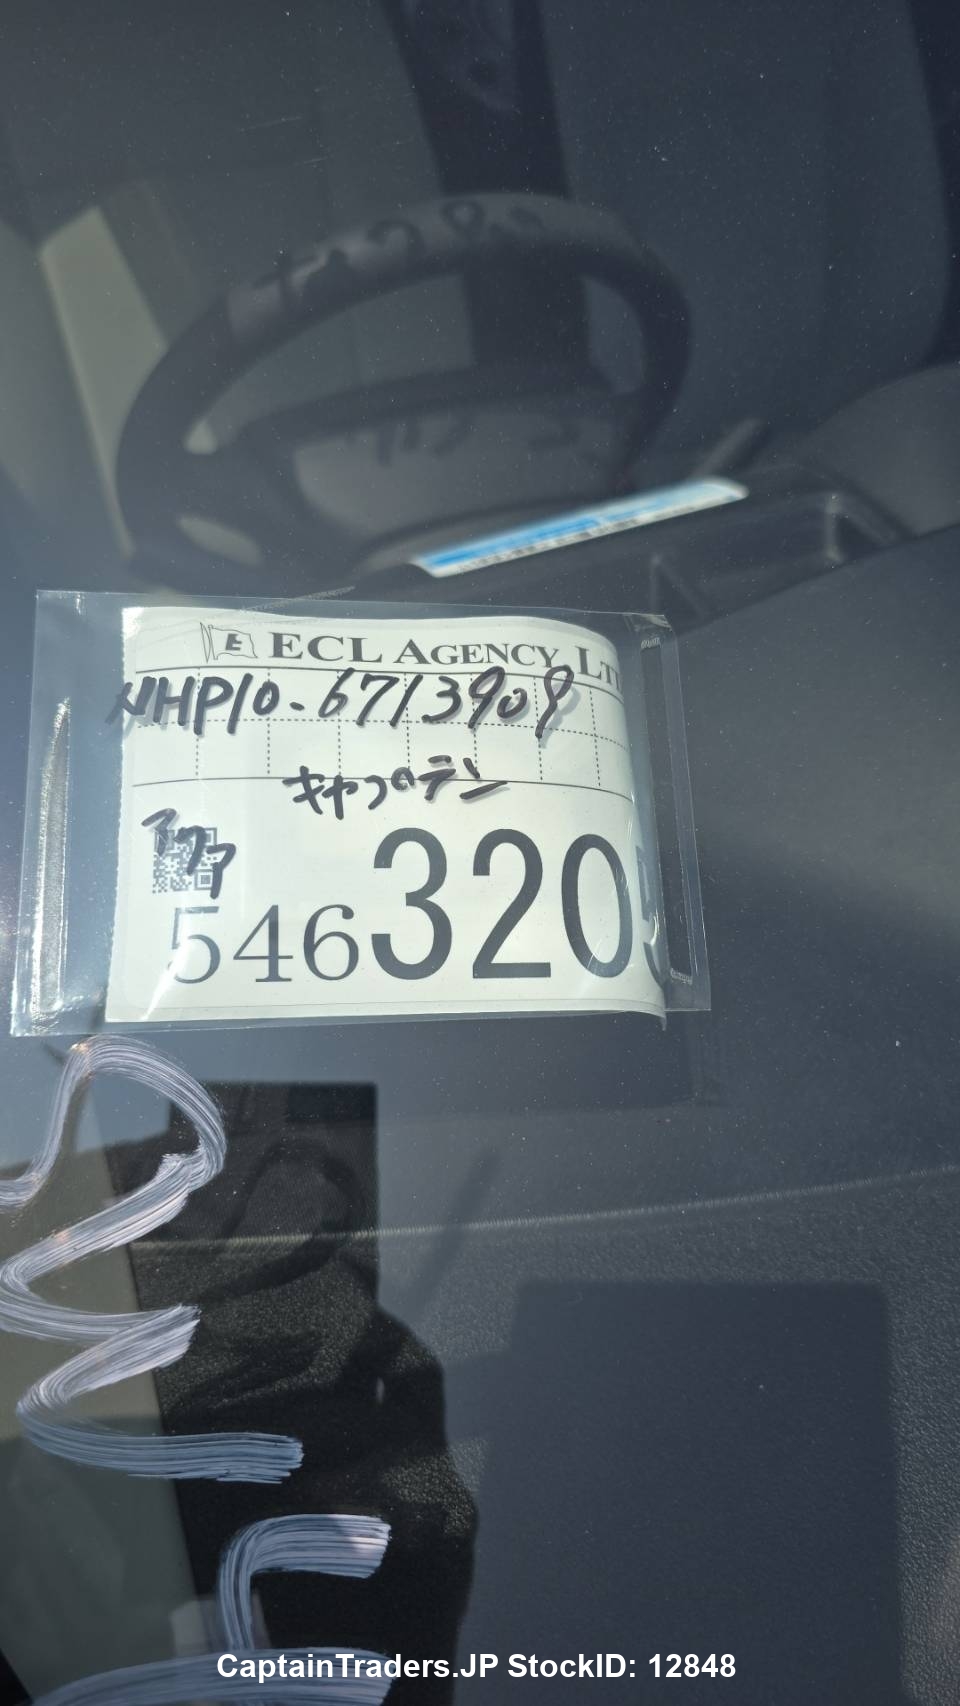 E ECL AGENCY LT
NHP10-6713909
キャプテン
アクア
546320
CaptainTraders.JP StockID: 12848